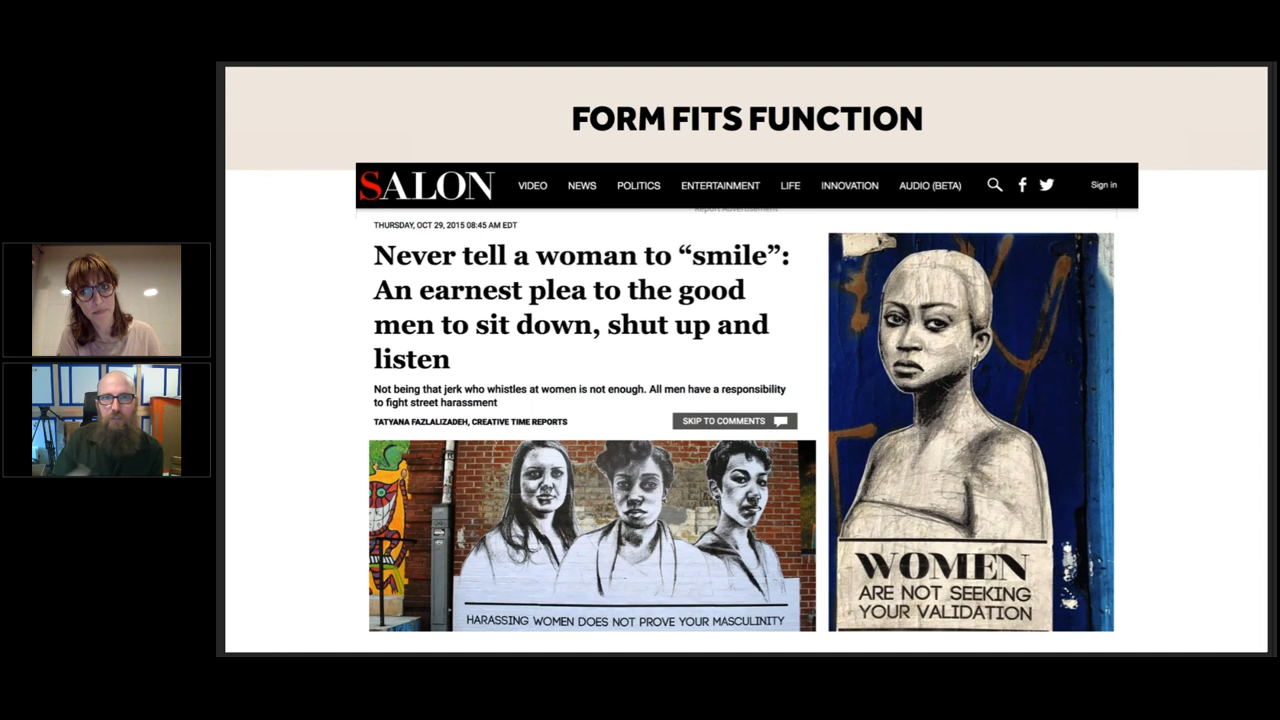 FORM FITS FUNCTION
SALON
VIDEO NEWS POLITICS ENTERTAINMENT LIFE INNOVATION AUDIO (BETA) Sign in
Report Advertisement
THURSDAY, OCT 29, 2015 08:45 AM EDT
Never tell a woman to “smile”:
An earnest plea to the good
men to sit down, shut up and
listen
Not being that jerk who whistles at women is not enough. All men have a responsibility
to fight street harassment
TATYANA FAZLALIZADEH, CREATIVE TIME REPORTS
SKIP TO COMMENTS
HARASSING WOMEN DOES NOT PROVE YOUR MASCULINITY
WOMEN
ARE NOT SEEKING
YOUR VALIDATION